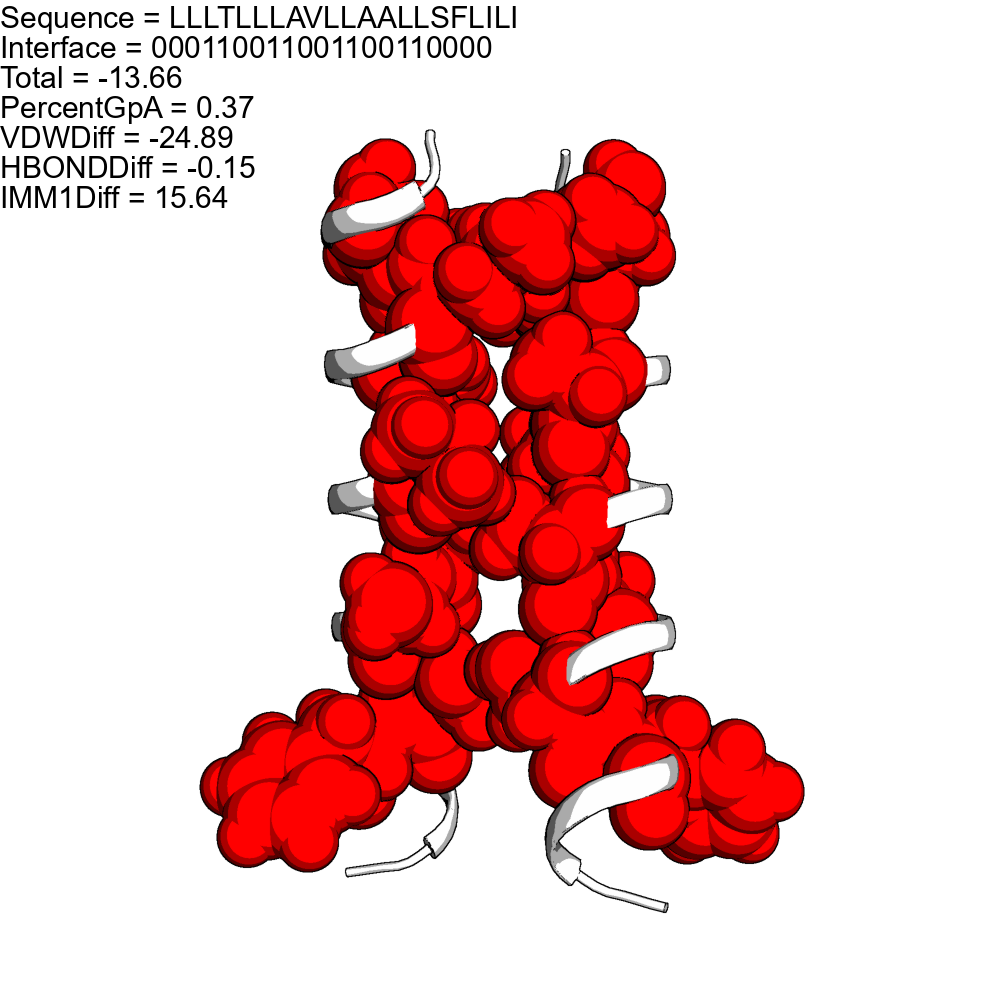 Sequence = LLLTLLLAVLLAALLSFLILI
Interface = 000110011001100110000
Total = -13.66
PercentGpA = 0.37
VDWDiff = -24.89
HBONDDiff = -0.15
IMM1Diff = 15.64